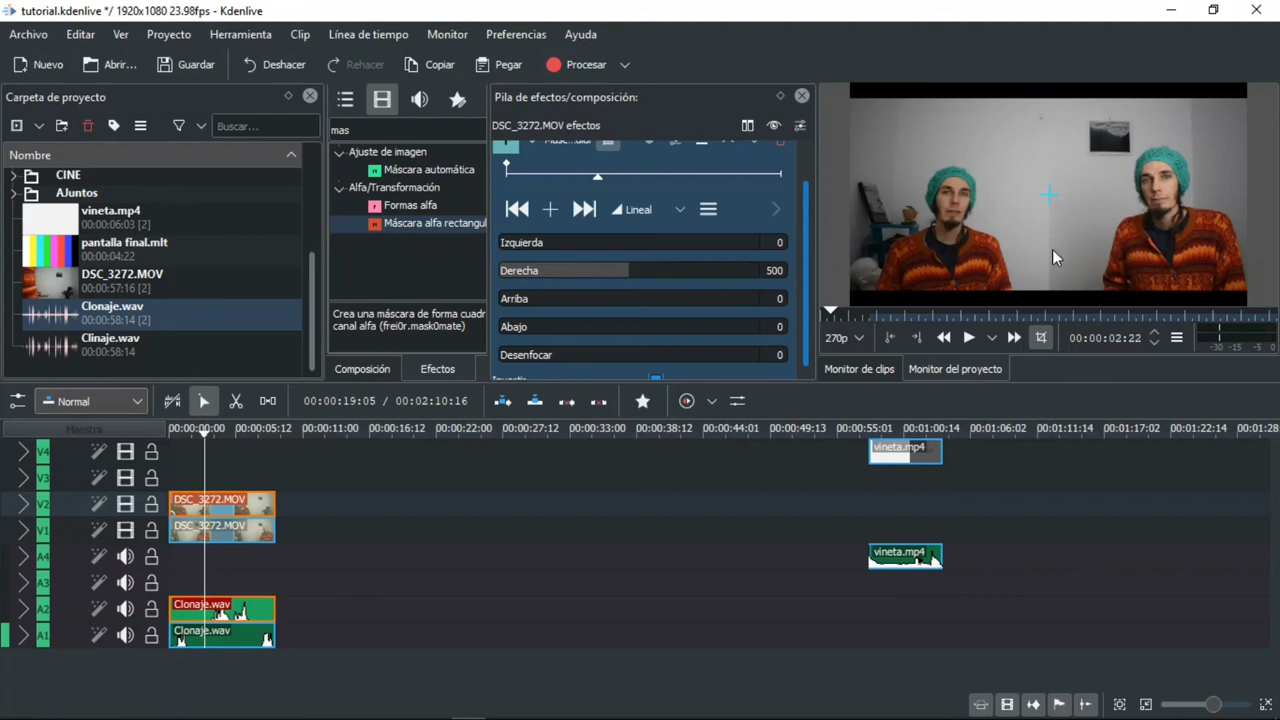 tutorial.kdenlive */ 1920x1080 23.98fps - Kdenlive
Archivo Editar Ver Proyecto Herramienta Clip Línea de tiempo Monitor Preferencias Ayuda
Nuevo Abrir... Guardar Deshacer Rehacer Copiar Pegar Procesar
Carpeta de proyecto
Buscar...
Nombre
CINE
AJuntos
vineta.mp4
00:00:06:03 [2]
pantalla final.mlt
00:00:04:22
DSC_3272.MOV
00:00:57:16 [2]
Clonaje.wav
00:00:58:14 [2]
Clinaje.wav
00:00:58:14
mas
Ajuste de imagen
Máscara automática
Alfa/Transformación
Formas alfa
Máscara alfa rectangul
Crea una máscara de forma cuadr
canal alfa (frei0r.mask0mate)
Composición Efectos
Pila de efectos/composición:
DSC_3272.MOV efectos
Lineal
Izquierda 0
Derecha 500
Arriba 0
Abajo 0
Desenfocar 0
270p 00:00:02:22 -30 -15 -5 0
Monitor de clips Monitor del proyecto
Normal 00:00:19:05 / 00:02:10:16
Maestra 00:00:00:00 00:00:05:12 00:00:11:00 00:00:16:12 00:00:22:00 00:00:27:12 00:00:33:00 00:00:38:12 00:00:44:01 00:00:49:13 00:00:55:01 00:01:00:14 00:01:06:02 00:01:11:14 00:01:17:02 00:01:22:14 00:01:28:
V4 vineta.mp4
V3
V2 DSC_3272.MOV
V1 DSC_3272.MOV
A4 vineta.mp4
A3
A2 Clonaje.wav
A1 Clonaje.wav